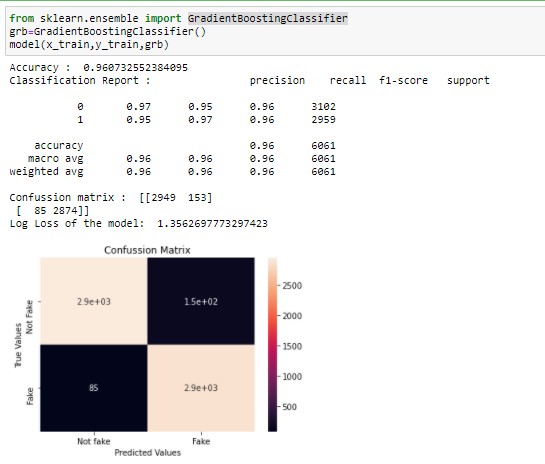 from sklearn.ensemble import GradientBoostingClassifier
grb=GradientBoostingClassifier()
model(x_train,y_train,grb)
Accuracy :  0.960732552384095
Classification Report :                precision    recall  f1-score   support
0       0.97      0.95      0.96      3102
1       0.95      0.97      0.96      2959
accuracy                           0.96      6061
macro avg       0.96      0.96      0.96      6061
weighted avg       0.96      0.96      0.96      6061
Confussion matrix :  [[2949  153]
[  85 2874]]
Log Loss of the model:  1.3562697773297423
Confussion Matrix
True Values
Not Fake
Fake
2.9e+03
1.5e+02
85
2.9e+03
2500
2000
1500
1000
500
Not fake
Fake
Predicted Values